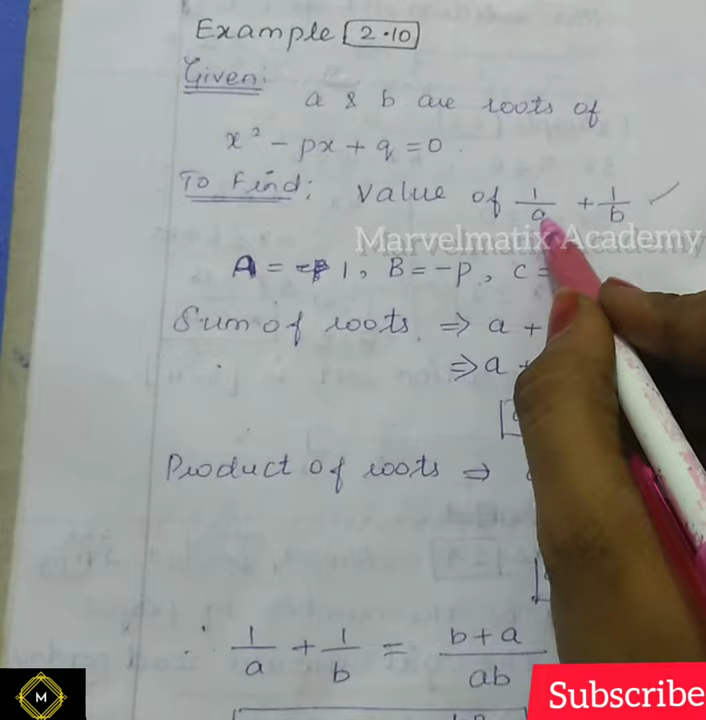 Example 2.10
Given:
a & b are roots of
x² - px + q = 0.
To Find: Value of 1/a + 1/b ✓
Marvelmatix Academy
A = 1, B = -p, C =
Sum of roots ⇒ a +
⇒ a +
Product of roots ⇒
∴ 1/a + 1/b = b+a/ab
M
Subscribe